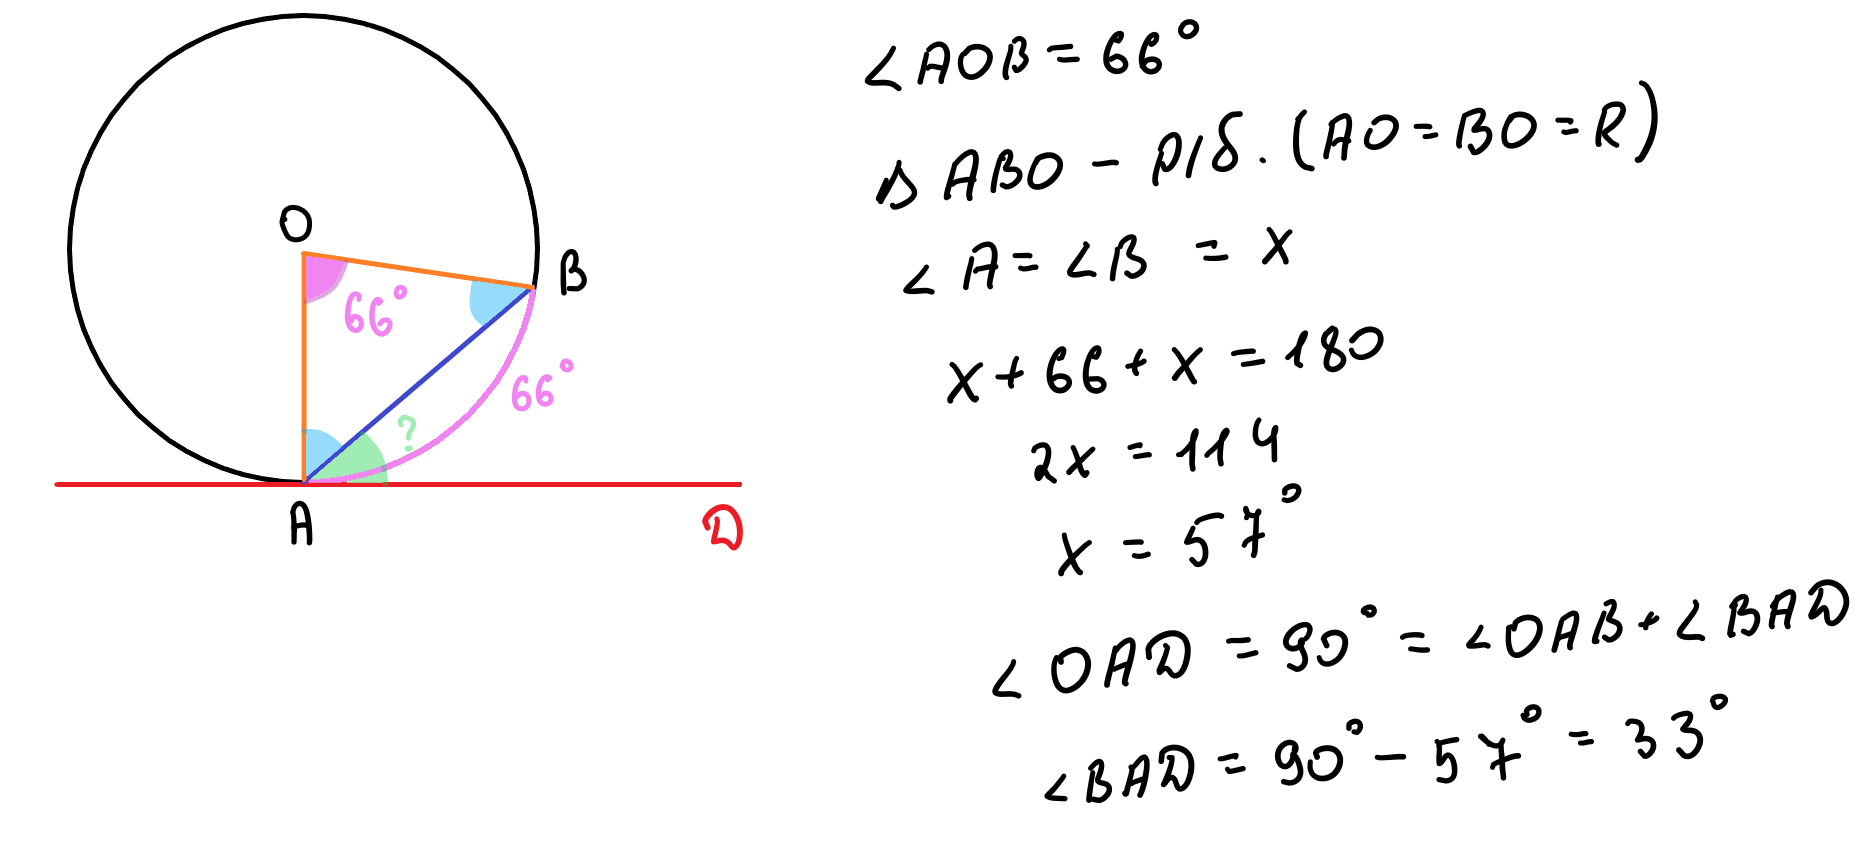 O
B
66°
66°
?
A
D
∠AOB = 66°
△ABO - р/б. (AO = BO = R)
∠A = ∠B = x
x + 66 + x = 180
2x = 114
x = 57°
∠OAD = 90° = ∠OAB + ∠BAD
∠BAD = 90° - 57° = 33°